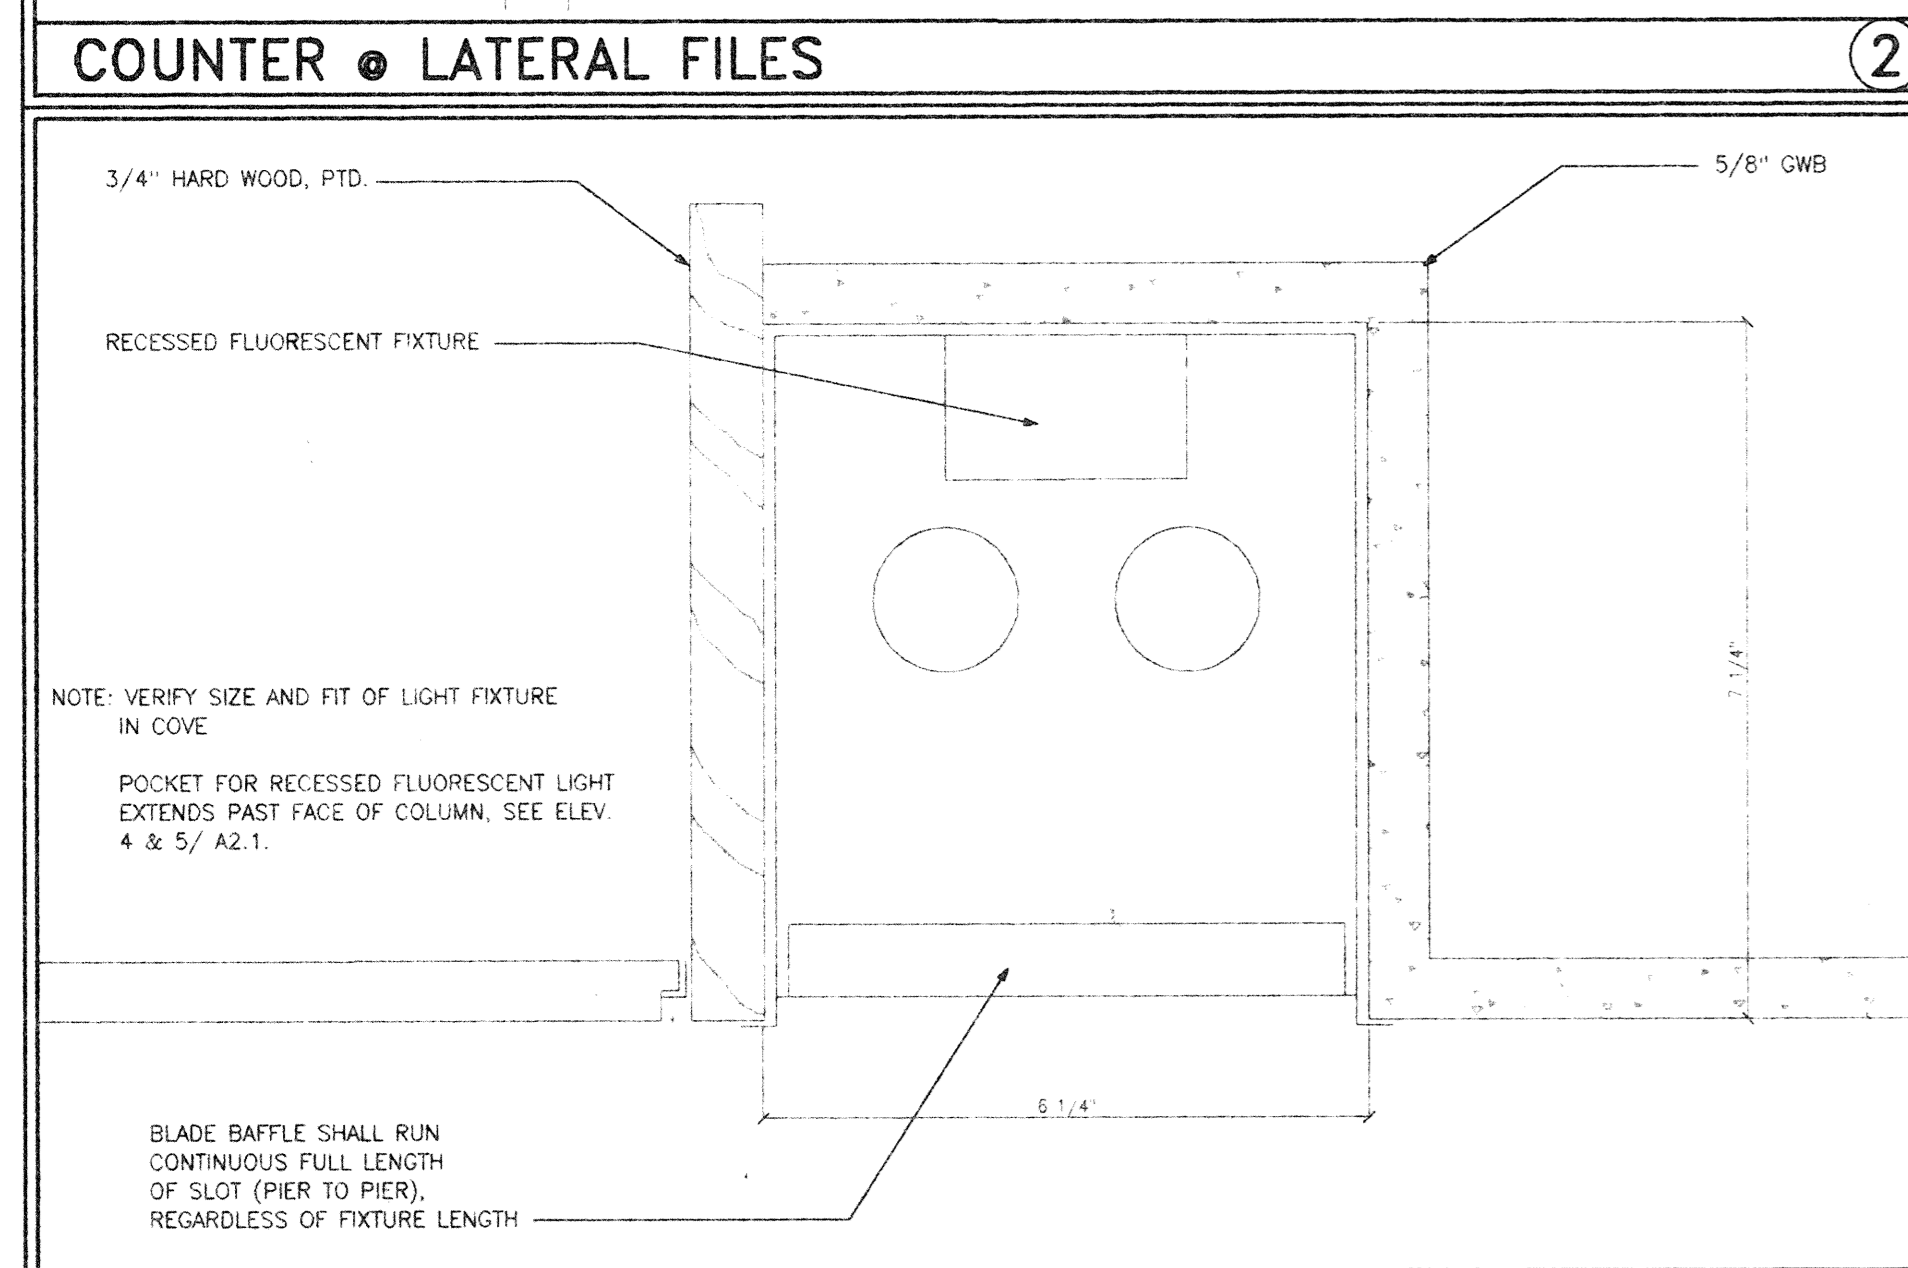 COUNTER @ LATERAL FILES
2
3/4" HARD WOOD, PTD.
5/8" GWB
RECESSED FLUORESCENT FIXTURE
7 1/4"
NOTE: VERIFY SIZE AND FIT OF LIGHT FIXTURE
IN COVE
POCKET FOR RECESSED FLUORESCENT LIGHT
EXTENDS PAST FACE OF COLUMN, SEE ELEV.
4 & 5/ A2.1.
6 1/4"
BLADE BAFFLE SHALL RUN
CONTINUOUS FULL LENGTH
OF SLOT (PIER TO PIER),
REGARDLESS OF FIXTURE LENGTH